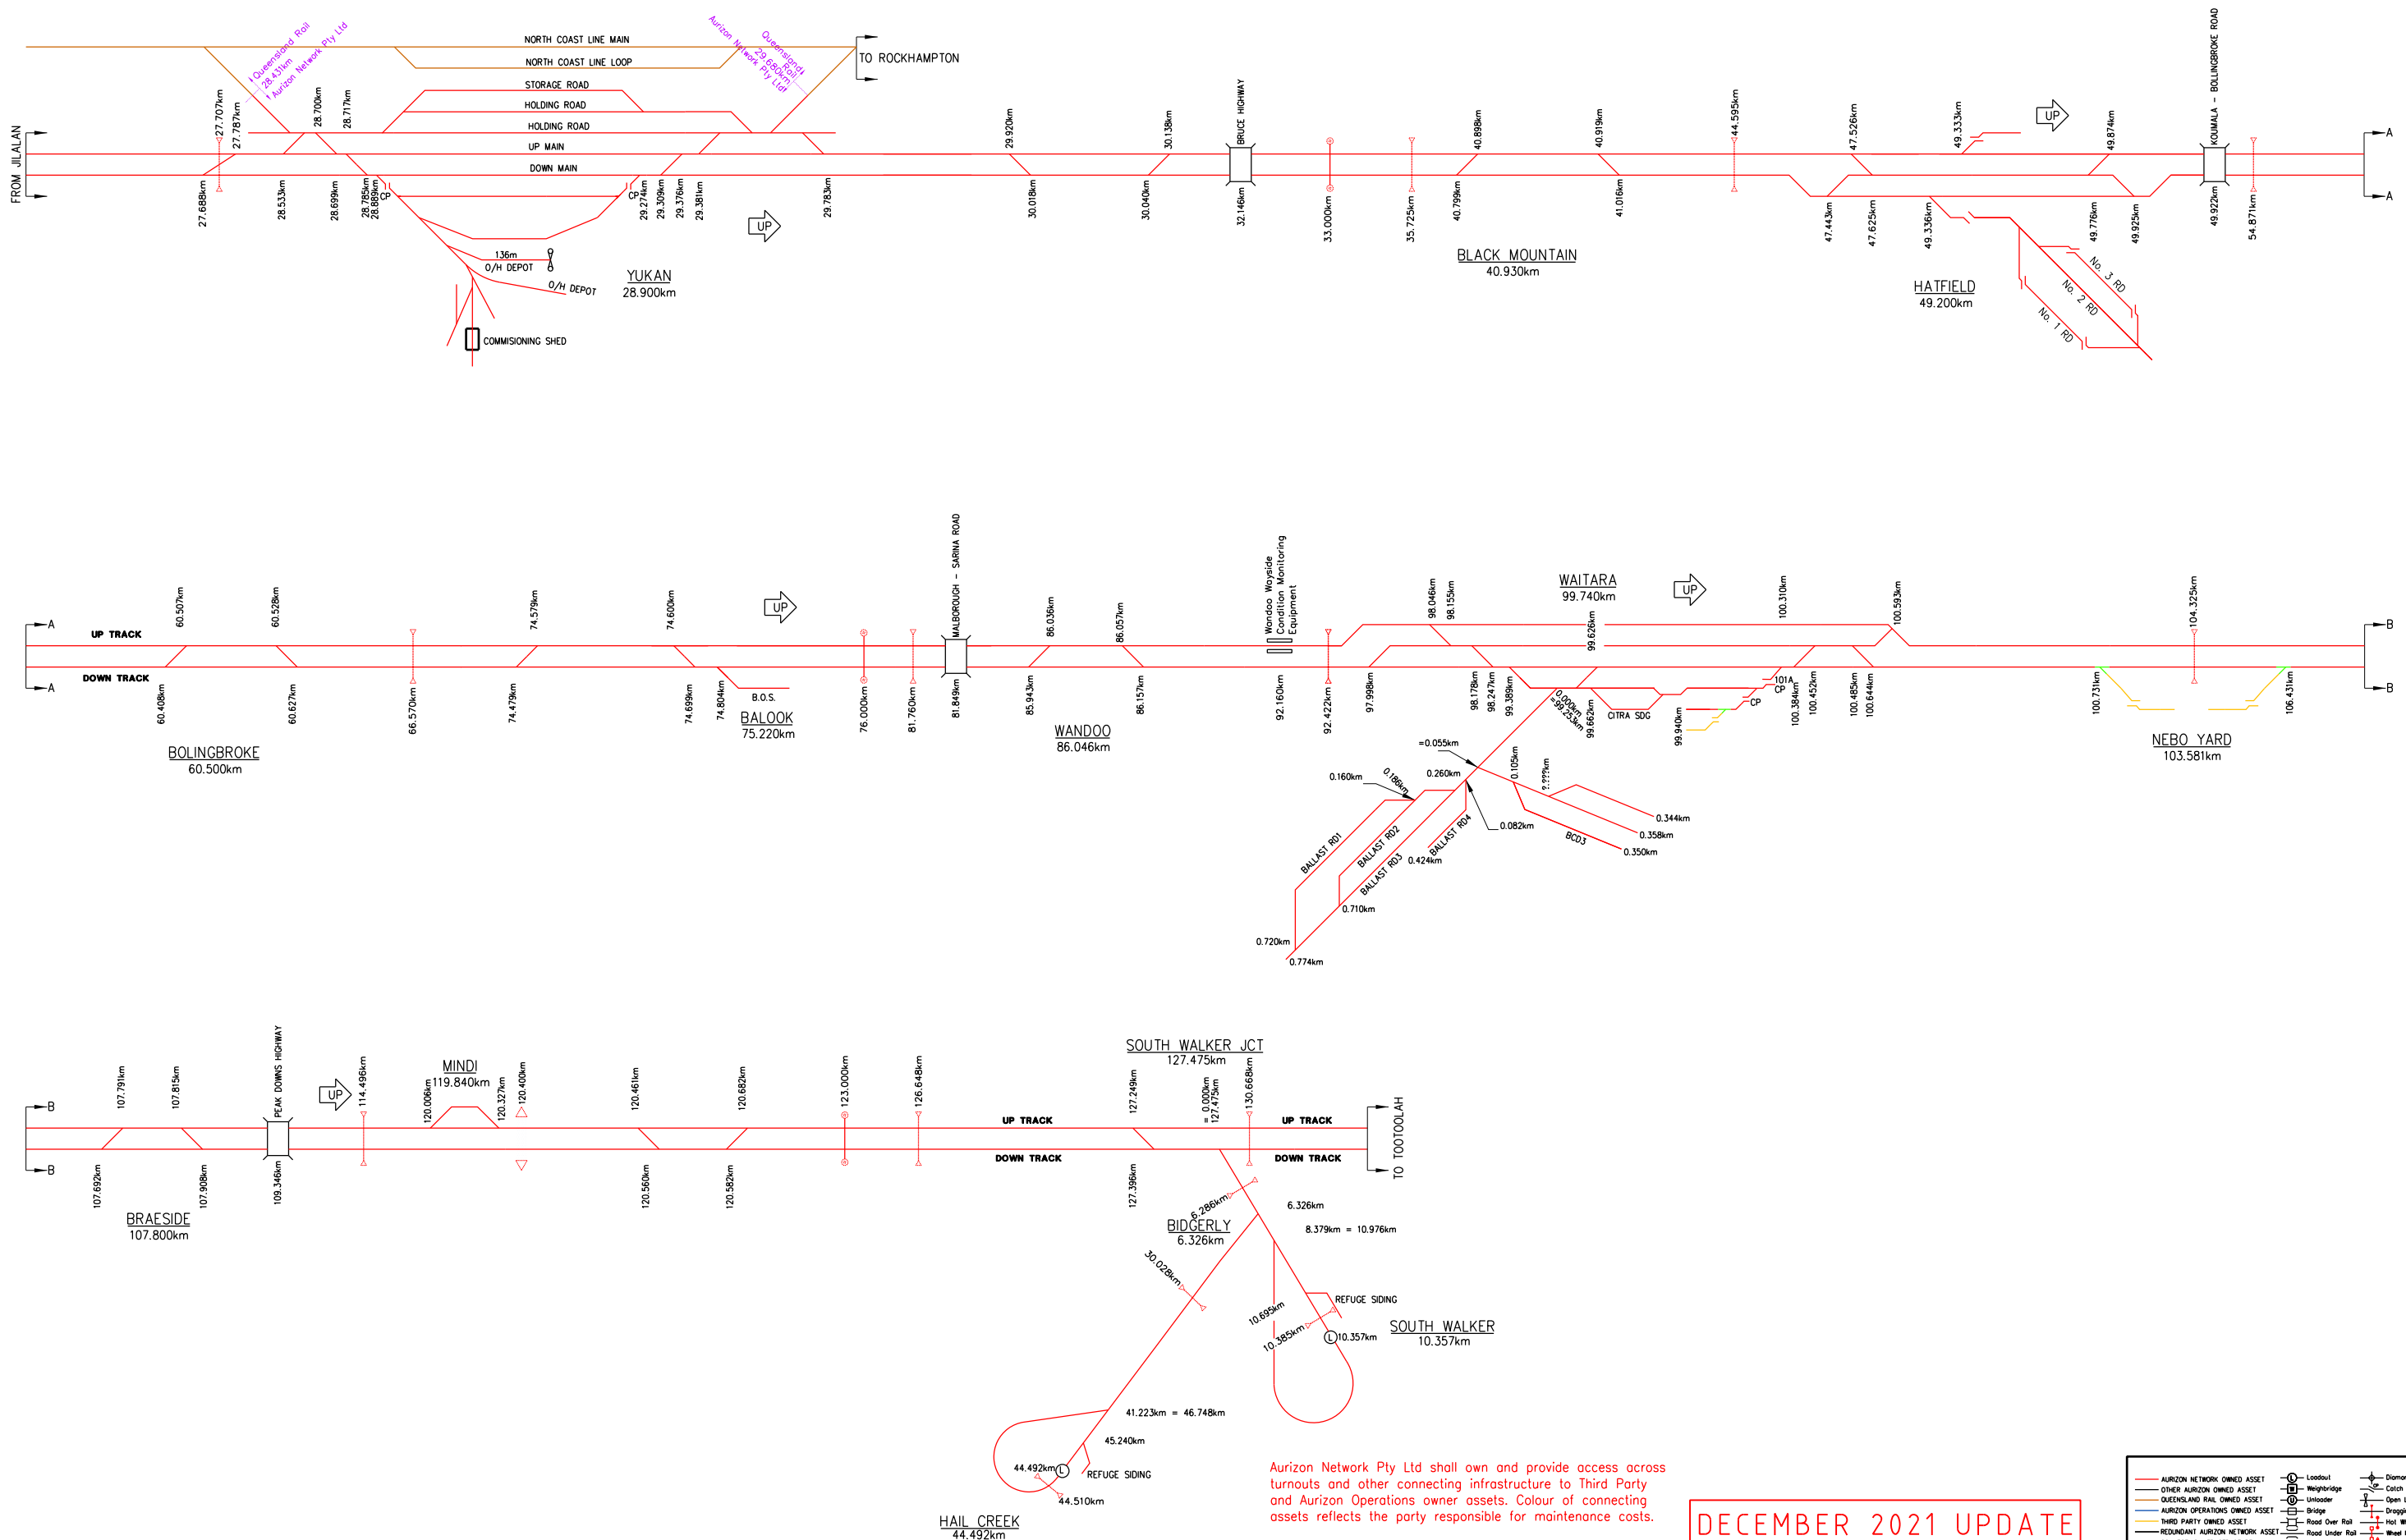 NORTH COAST LINE MAIN
NORTH COAST LINE LOOP
STORAGE ROAD
HOLDING ROAD
HOLDING ROAD
UP MAIN
DOWN MAIN
TO ROCKHAMPTON
FROM JILALAN
Queensland Rail
28.431km
Aurizon Network Pty Ltd
Queensland
Rail
29.680km
Aurizon Network Pty Ltd
27.707km
27.787km
28.700km
28.717km
27.688km
28.533km
28.699km
28.785km
28.889km
CP
CP
29.274km
29.309km
29.376km
29.381km
29.783km
UP
136m
O/H DEPOT
O/H DEPOT
COMMISIONING SHED
YUKAN
28.900km
29.920km
30.138km
30.018km
30.040km
BRUCE HIGHWAY
32.146km
33.000km
35.725km
40.898km
40.799km
40.919km
41.016km
BLACK MOUNTAIN
40.930km
44.595km
47.526km
49.333km
UP
49.874km
47.443km
47.625km
49.336km
49.776km
49.925km
HATFIELD
49.200km
No. 3 RD
No. 2 RD
No. 1 RD
KOUMALA - BOLLINGBROKE ROAD
49.922km
54.871km
A
A
A
A
UP TRACK
DOWN TRACK
60.507km
60.528km
60.408km
60.627km
BOLINGBROKE
60.500km
66.570km
74.579km
74.600km
74.479km
74.699km
74.804km
B.O.S.
BALOOK
75.220km
UP
76.000km
81.760km
MALBOROUGH - SARINA ROAD
81.849km
86.036km
86.057km
85.943km
86.157km
WANDOO
86.046km
Wondoo Wayside
Condition Monitoring
Equipment
92.160km
92.422km
97.998km
98.046km
98.155km
98.178km
98.247km
99.389km
WAITARA
99.740km
UP
99.626km
0.000km
=99.253km
99.662km
CITRA SDG
99.940km
CP
101A
CP
100.310km
100.593km
100.384km
100.452km
100.485km
100.644km
=0.055km
0.160km
0.186km
0.260km
0.105km
?.???km
0.082km
0.344km
0.358km
0.350km
BCD3
BALLAST RD1
BALLAST RD2
BALLAST RD3
BALLAST RD4
0.424km
0.710km
0.720km
0.774km
100.731km
104.325km
106.431km
NEBO YARD
103.581km
B
B
B
B
107.791km
107.815km
107.692km
107.908km
BRAESIDE
107.800km
PEAK DOWNS HIGHWAY
109.346km
UP
114.496km
MINDI
119.840km
120.006km
120.327km
120.400km
120.461km
120.682km
120.560km
120.582km
123.000km
126.648km
UP TRACK
DOWN TRACK
SOUTH WALKER JCT
127.475km
127.249km
127.396km
= 0.000km
127.475km
130.668km
UP TRACK
DOWN TRACK
TO TOOTOOLAH
6.286km
6.326km
BIDGERLY
6.326km
8.379km = 10.976km
30.028km
10.695km
10.385km
REFUGE SIDING
L
10.357km
SOUTH WALKER
10.357km
41.223km = 46.748km
45.240km
44.492km
L
REFUGE SIDING
44.510km
HAIL CREEK
44.492km
Aurizon Network Pty Ltd shall own and provide access across
turnouts and other connecting infrastructure to Third Party
and Aurizon Operations owner assets. Colour of connecting
assets reflects the party responsible for maintenance costs.
DECEMBER 2021 UPDATE
AURIZON NETWORK OWNED ASSET
OTHER AURIZON OWNED ASSET
QUEENSLAND RAIL OWNED ASSET
AURIZON OPERATIONS OWNED ASSET
THIRD PARTY OWNED ASSET
REDUNDANT AURIZON NETWORK ASSET
L Loadout
W Weighbridge
U Unloader
Bridge
Road Over Rail
Road Under Rail
Catch